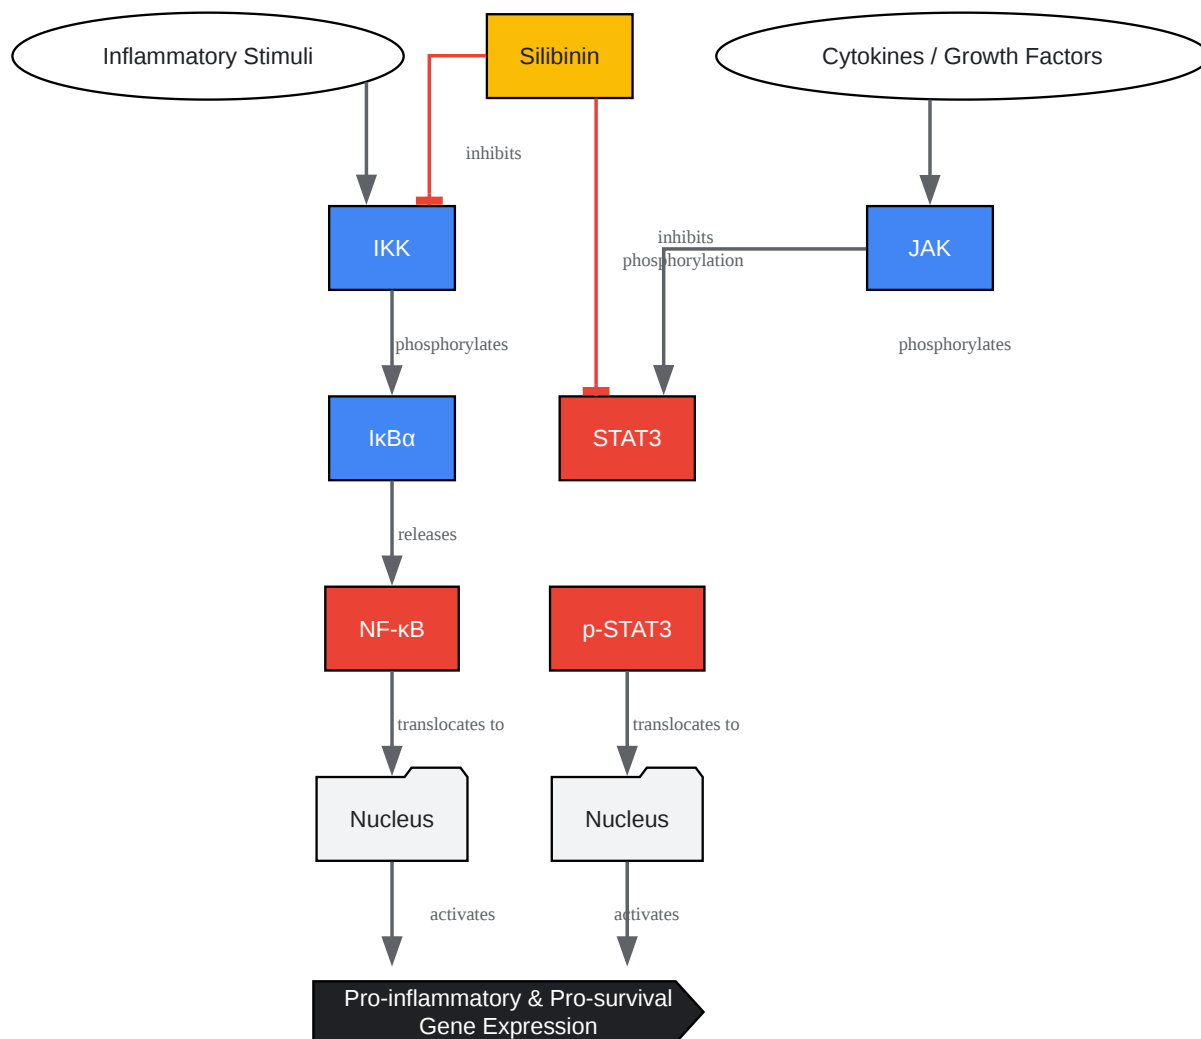 Inflammatory Stimuli
Silibinin
Cytokines / Growth Factors
inhibits
IKK
inhibits
phosphorylation
JAK
phosphorylates
phosphorylates
IκBα
STAT3
releases
NF-κB
p-STAT3
translocates to
translocates to
Nucleus
Nucleus
activates
activates
Pro-inflammatory & Pro-survival
Gene Expression